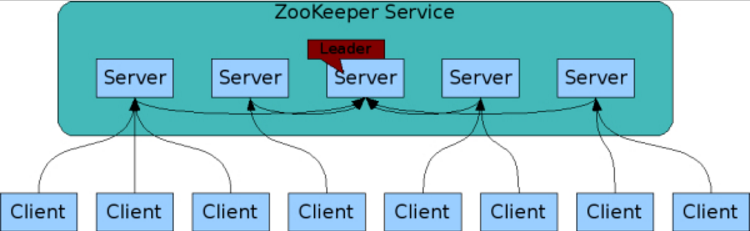 ZooKeeper Service
Leader
Server Server Server Server Server
Client Client Client Client Client Client Client Client